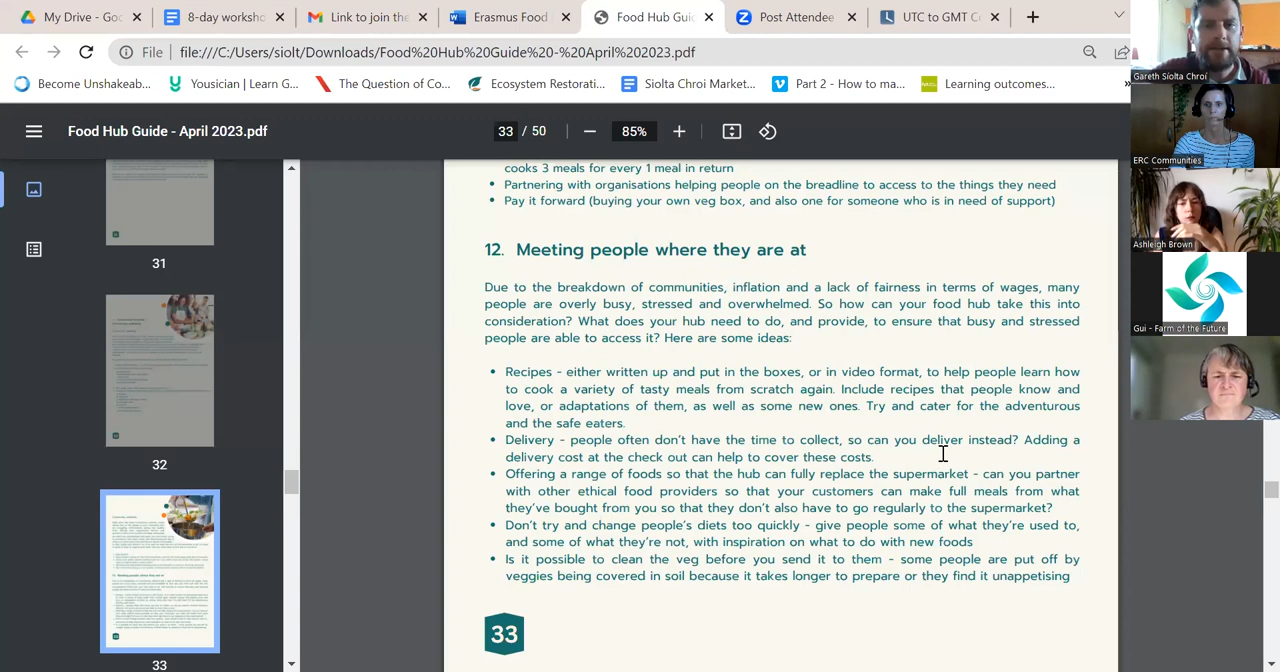 My Drive - Goo
8-day worksho
Link to join the
Erasmus Food
Food Hub Guid
Post Attendee
UTC to GMT Co
File
file:///C:/Users/siolt/Downloads/Food%20Hub%20Guide%20-%20April%202023.pdf
Become Unshakeab...
Yousician | Learn G...
The Question of Co...
Ecosystem Restorati...
Síolta Chroí Market...
Part 2 - How to ma...
Learning outcomes...
»
Food Hub Guide - April 2023.pdf
33 / 50
85%
31
32
33
cooks 3 meals for every 1 meal in return
• Partnering with organisations helping people on the breadline to access to the things they need
• Pay it forward (buying your own veg box, and also one for someone who is in need of support)
12. Meeting people where they are at
Due to the breakdown of communities, inflation and a lack of fairness in terms of wages, many
people are overly busy, stressed and overwhelmed. So how can your food hub take this into
consideration? What does your hub need to do, and provide, to ensure that busy and stressed
people are able to access it? Here are some ideas:
• Recipes - either written up and put in the boxes, or in video format, to help people learn how
to cook a variety of tasty meals from scratch again. Include recipes that people know and
love, or adaptations of them, as well as some new ones. Try and cater for the adventurous
and the safe eaters.
• Delivery - people often don't have the time to collect, so can you deliver instead? Adding a
delivery cost at the check out can help to cover these costs.
• Offering a range of foods so that the hub can fully replace the supermarket - can you partner
with other ethical food providers so that your customers can make full meals from what
they've bought from you so that they don't also have to go regularly to the supermarket?
• Don't try and change people's diets too quickly - give people some of what they're used to,
and some of what they're not, with inspiration on what to do with new foods
• Is it possible to clean the veg before you send it to them - some people are put off by
veggies being covered in soil because it takes longer to prepare or they find it unappetising
33
Gareth Síolta Chroí
ERC Communities
Ashleigh Brown
Gui - Farm of the Future